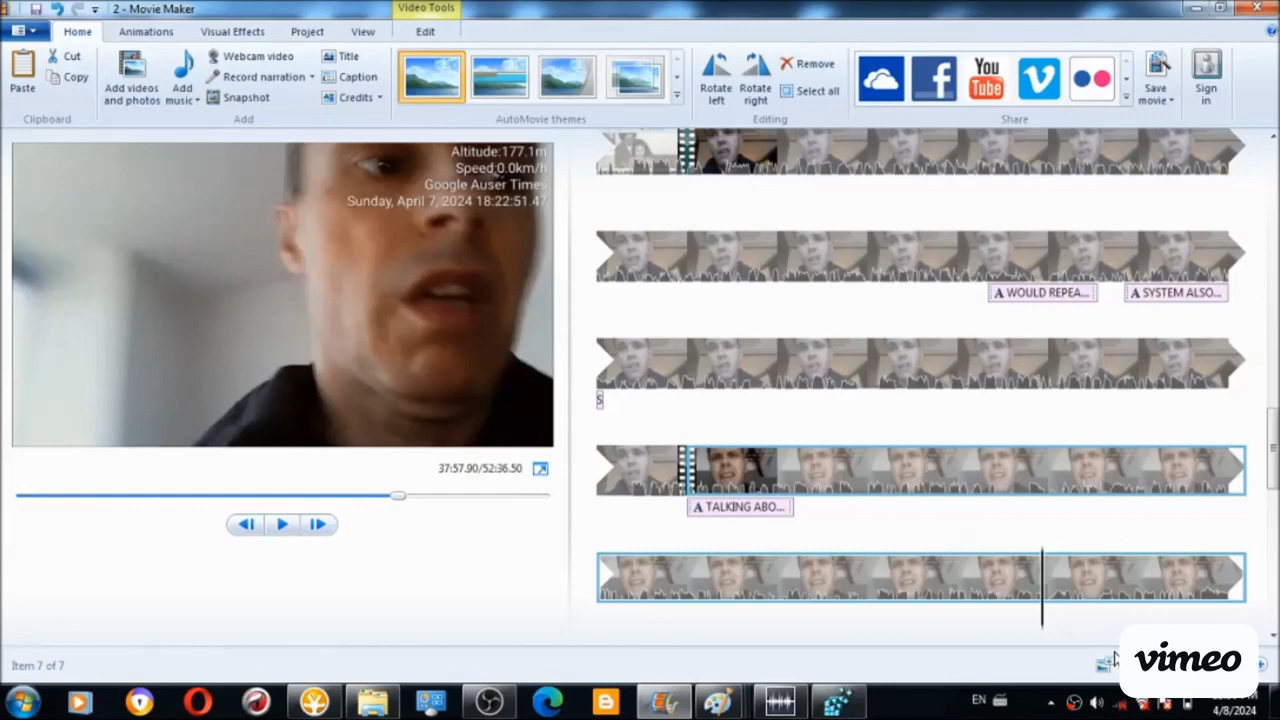 2 - Movie Maker
Video Tools
Home
Animations
Visual Effects
Project
View
Edit
Paste
Cut
Copy
Clipboard
Add videos
and photos
Add
music
Webcam video
Record narration
Snapshot
Title
Caption
Credits
Add
AutoMovie themes
Rotate
left
Rotate
right
Remove
Select all
Editing
f
You
Tube
v
Share
Save
movie
Sign
in
Altitude:177.1m
Speed:0.0km/h
Google Auser Times
Sunday, April 7, 2024 18:22:51.47
37:57.90/52:36.50
A WOULD REPEA...
A SYSTEM ALSO...
S
A TALKING ABO...
Item 7 of 7
vimeo
EN
4/8/2024